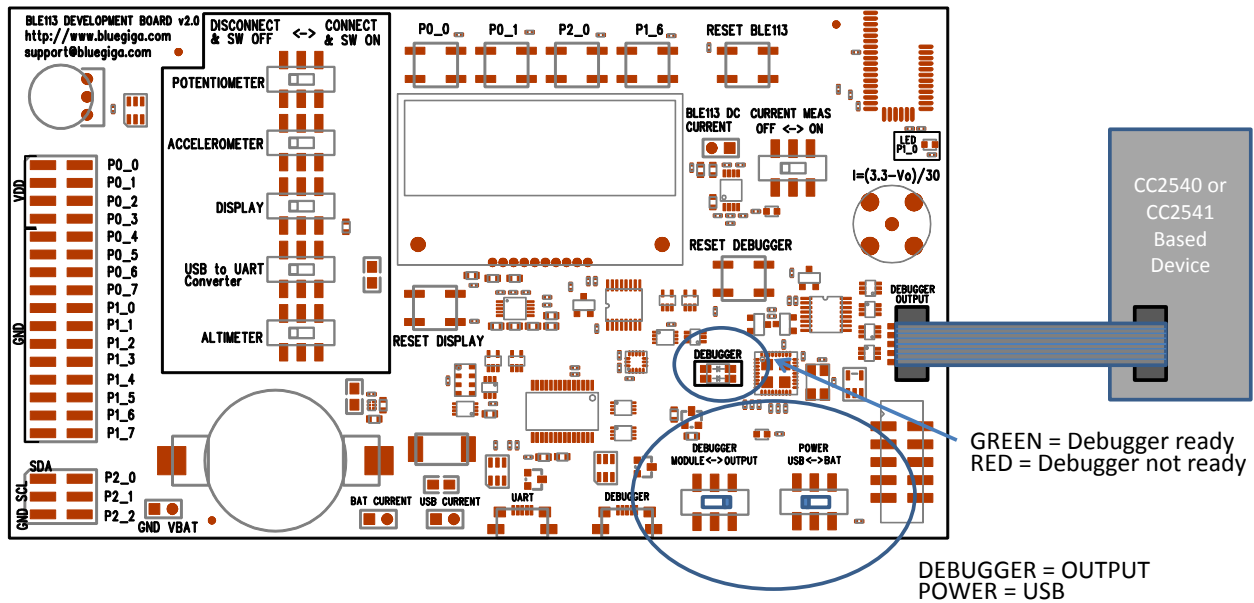 BLE113 DEVELOPMENT BOARD v2.0
http://www.bluegiga.com
support@bluegiga.com
DISCONNECT <-> CONNECT
& SW OFF & SW ON
POTENTIOMETER
ACCELEROMETER
DISPLAY
USB to UART
Converter
ALTIMETER
P0_0
P0_1
P2_0
P1_6
RESET BLE113
BLE113 DC
CURRENT
CURRENT MEAS
OFF <-> ON
LED
P1_0
I=(3.3-Vo)/30
CC2540 or
CC2541
Based
Device
VDD
GND
P0_0
P0_1
P0_2
P0_3
P0_4
P0_5
P0_6
P0_7
P1_0
P1_1
P1_2
P1_3
P1_4
P1_5
P1_6
P1_7
RESET DEBUGGER
DEBUGGER
OUTPUT
RESET DISPLAY
DEBUGGER
GREEN = Debugger ready
RED = Debugger not ready
DEBUGGER
MODULE<->OUTPUT
POWER
USB<->BAT
SDA
GND SCL
P2_0
P2_1
P2_2
GND VBAT
BAT CURRENT
USB CURRENT
UART
DEBUGGER
DEBUGGER = OUTPUT
POWER = USB